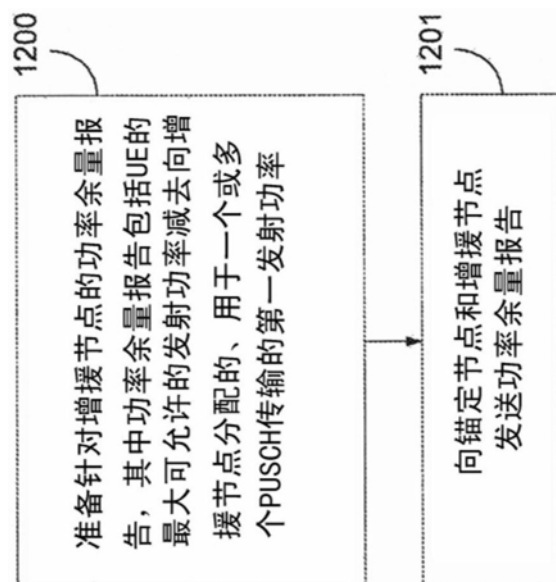 1200
准备针对增援节点的功率余量报
告，其中功率余量报告包括UE的
最大可允许的发射功率减去向增
援节点分配的、用于一个或多
个PUSCH传输的第一发射功率
1201
向锚定节点和增援节点
发送功率余量报告